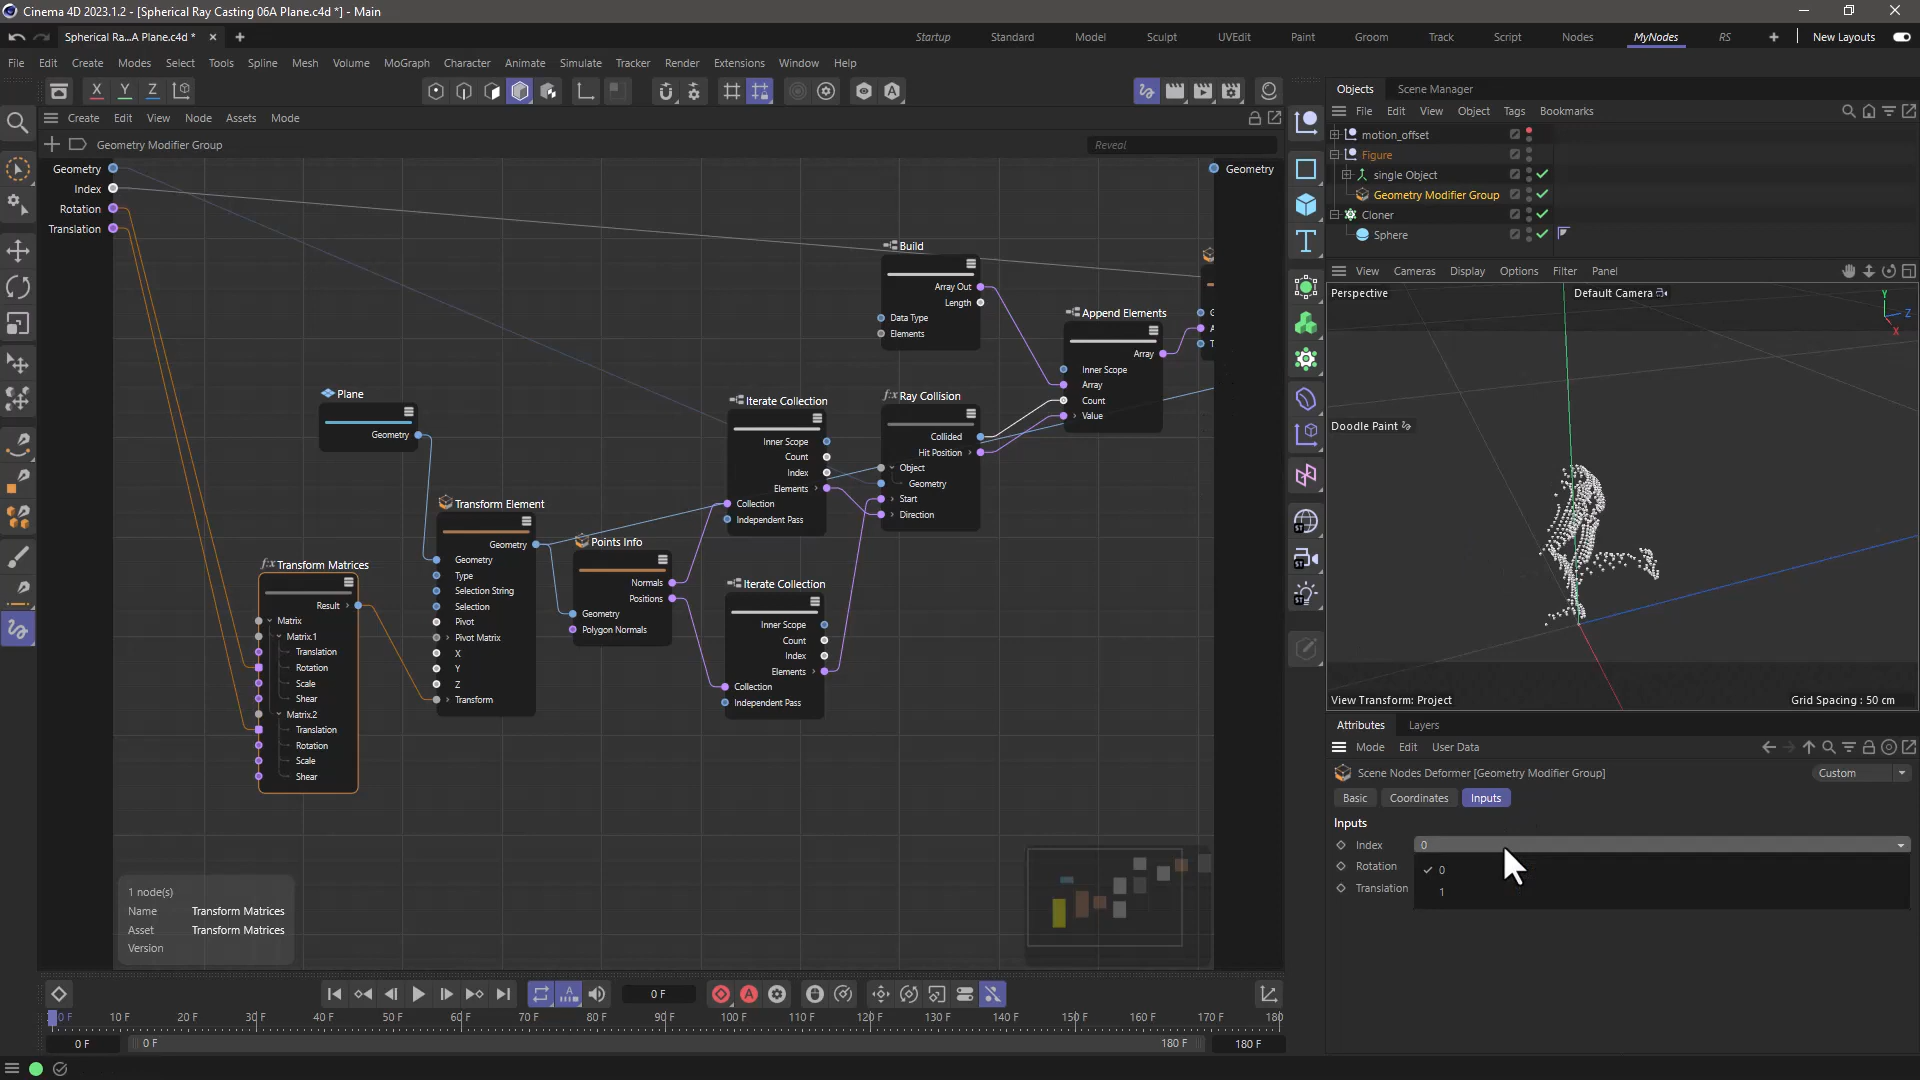 Cinema 4D 2023.1.2 - [Spherical Ray Casting 06A Plane.c4d *] - Main
Spherical Ra...A Plane.c4d *
Startup Standard Model Sculpt UVEdit Paint Groom Track Script Nodes MyNodes RS New Layouts
File Edit Create Modes Select Tools Spline Mesh Volume MoGraph Character Animate Simulate Tracker Render Extensions Window Help
X Y Z
Create Edit View Node Assets Mode
Geometry Modifier Group
Reveal
Geometry
Index
Rotation
Translation
Geometry
Build
Array Out
Length
Data Type
Elements
Append Elements
Array
Inner Scope
Array
Count
Value
Plane
Geometry
Iterate Collection
Inner Scope
Count
Index
Elements
Collection
Independent Pass
Ray Collision
Collided
Hit Position
Object
Geometry
Start
Direction
Transform Element
Geometry
Geometry
Type
Selection String
Selection
Pivot
Pivot Matrix
X
Y
Z
Transform
Points Info
Normals
Positions
Geometry
Polygon Normals
Iterate Collection
Inner Scope
Count
Index
Elements
Collection
Independent Pass
Transform Matrices
Result
Matrix
Matrix.1
Translation
Rotation
Scale
Shear
Matrix.2
Translation
Rotation
Scale
Shear
1 node(s)
Name Transform Matrices
Asset Transform Matrices
Version
Objects Scene Manager
File Edit View Object Tags Bookmarks
motion_offset
Figure
single Object
Geometry Modifier Group
Cloner
Sphere
View Cameras Display Options Filter Panel
Perspective
Default Camera
Y
Z
X
Doodle Paint
View Transform: Project
Grid Spacing : 50 cm
Attributes Layers
Mode Edit User Data
Scene Nodes Deformer [Geometry Modifier Group]
Custom
Basic Coordinates Inputs
Inputs
Index 0
Rotation 0
Translation 1
0 F
0 F 10 F 20 F 30 F 40 F 50 F 60 F 70 F 80 F 90 F 100 F 110 F 120 F 130 F 140 F 150 F 160 F 170 F 180
0 F 0 F 180 F 180 F